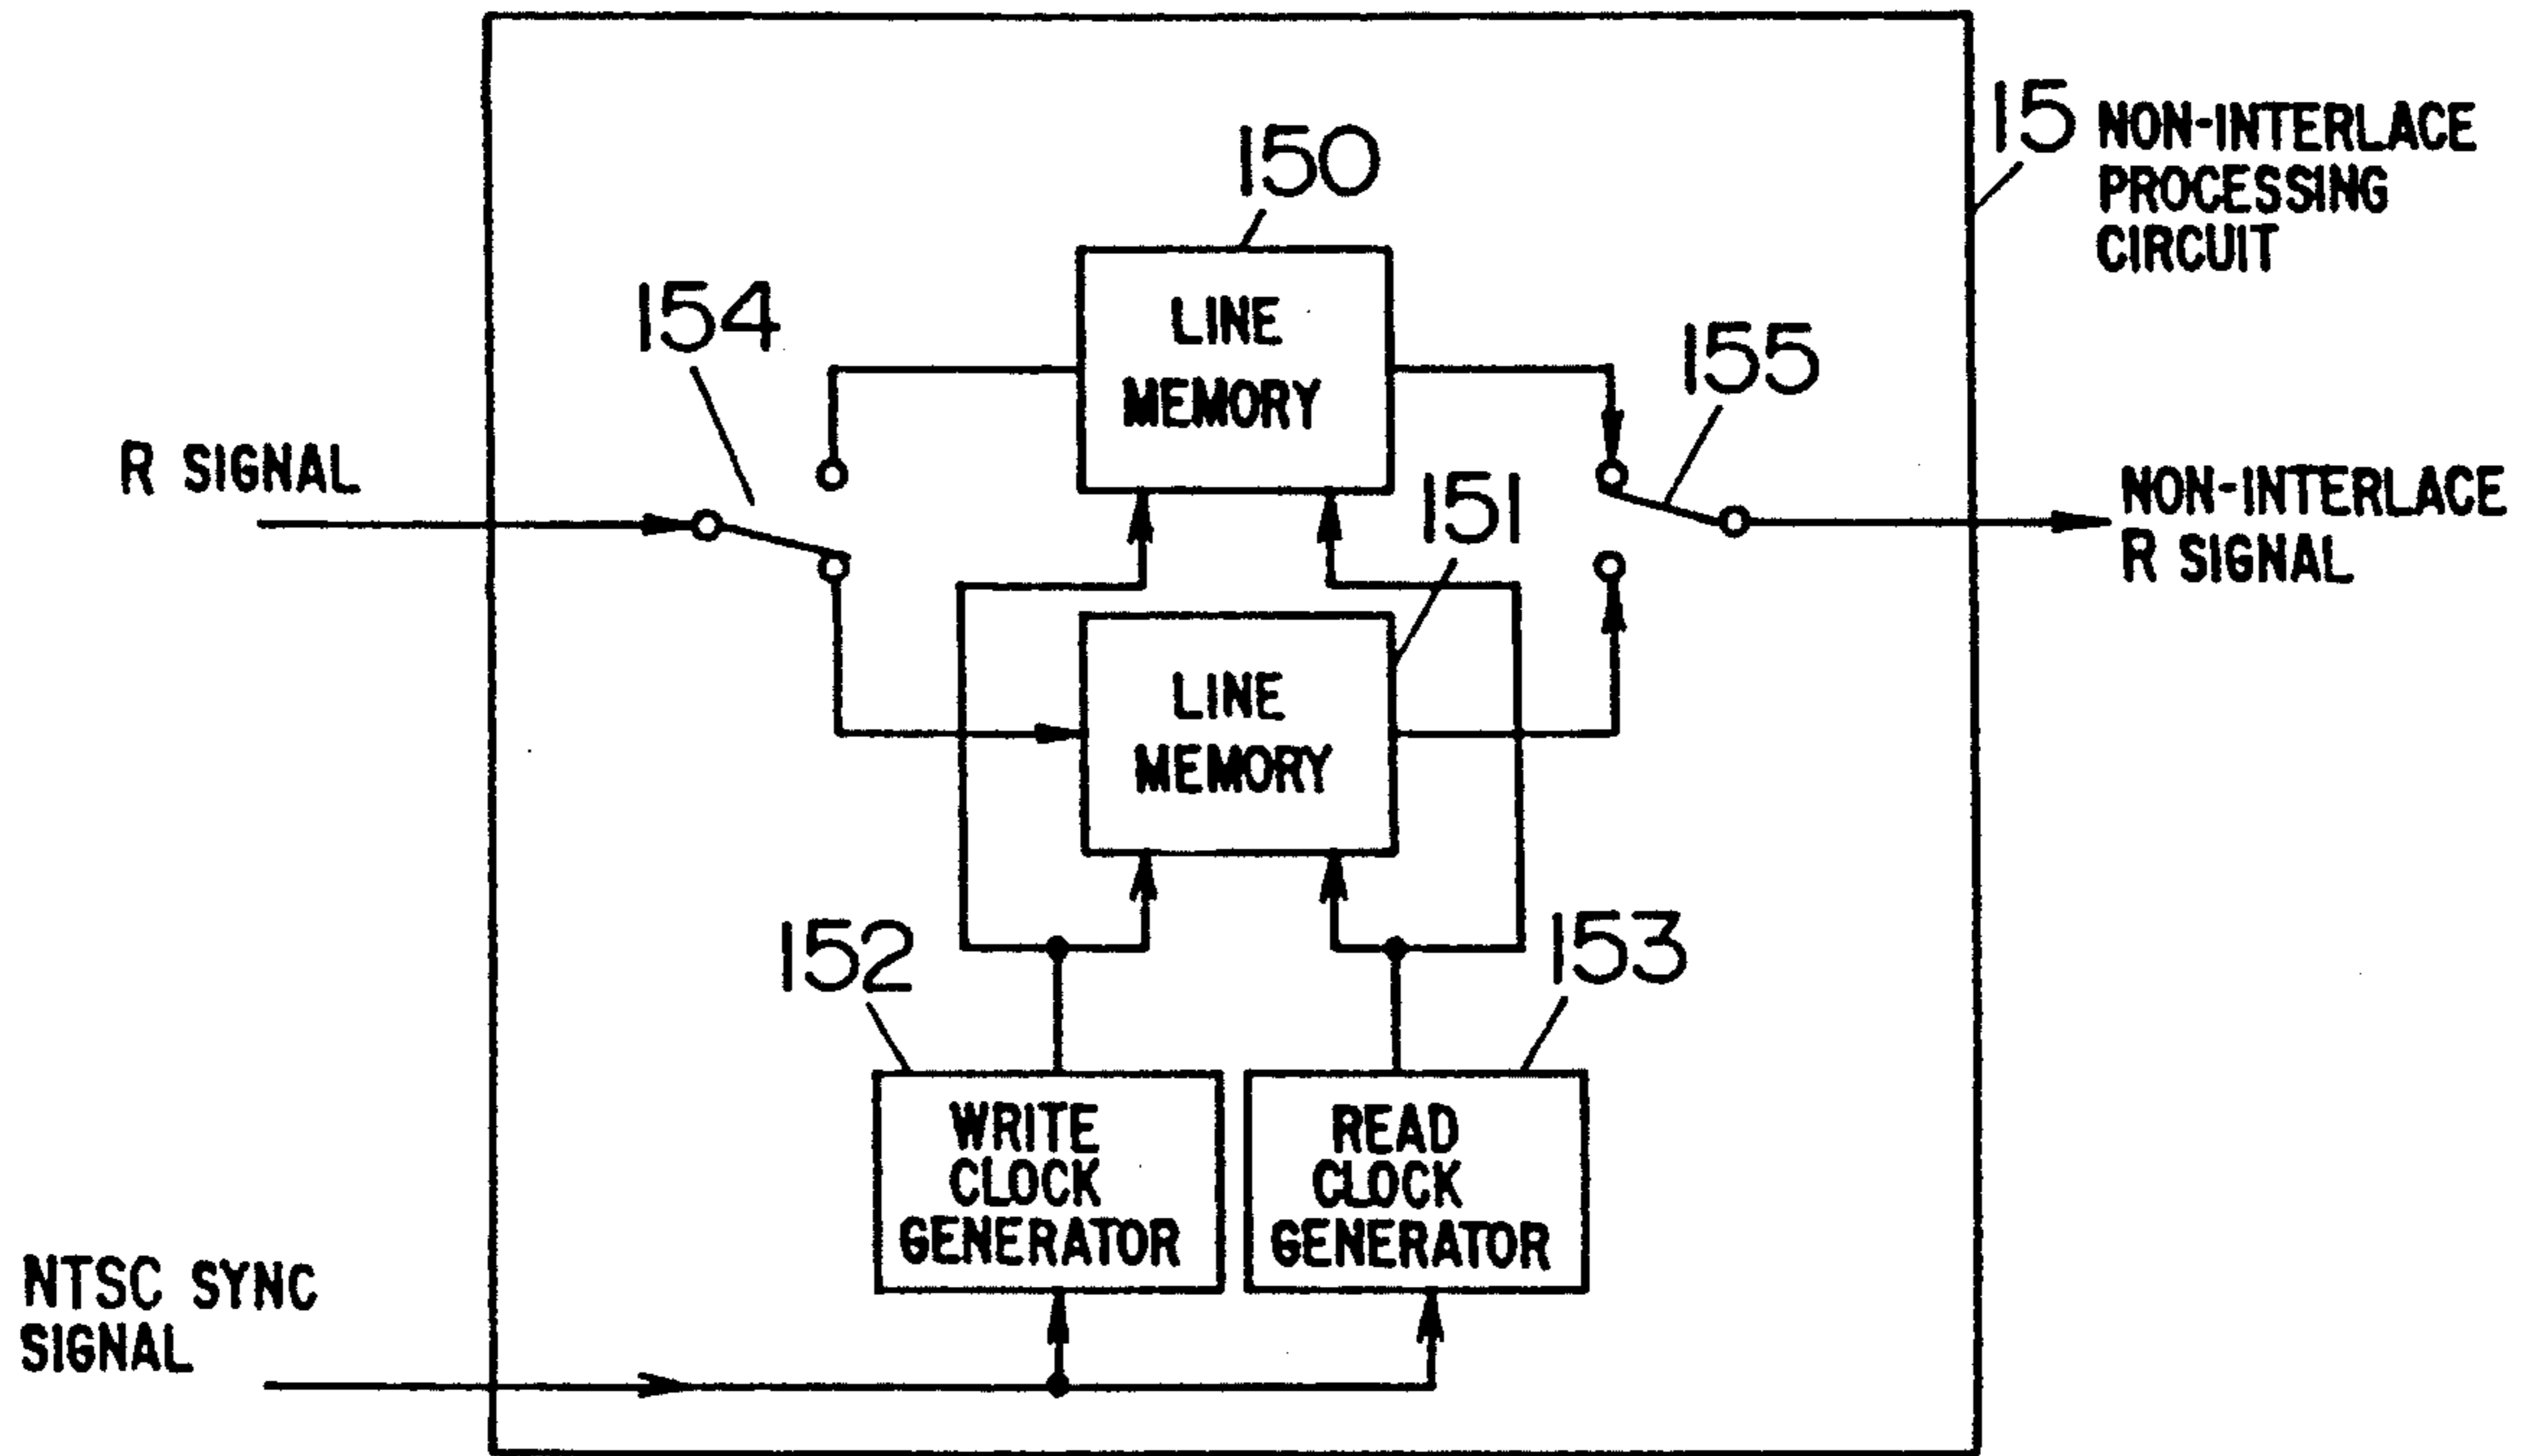 15 NON-INTERLACE
PROCESSING
CIRCUIT
150
LINE
MEMORY
154
155
R SIGNAL
151
NON-INTERLACE
R SIGNAL
LINE
MEMORY
152
153
WRITE
CLOCK
GENERATOR
READ
CLOCK
GENERATOR
NTSC SYNC
SIGNAL